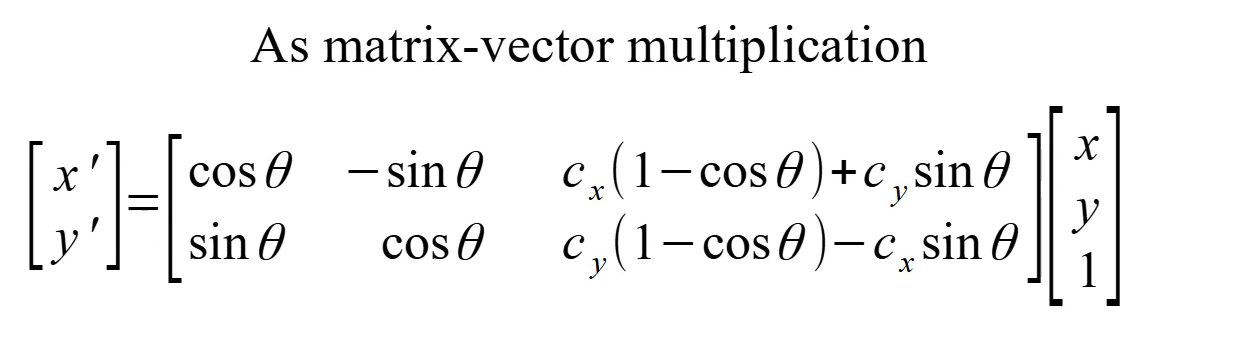 As matrix-vector multiplication
[x′ y′] = [cos θ −sin θ c_x(1−cos θ)+c_y sin θ
sin θ cos θ c_y(1−cos θ)−c_x sin θ] [x y 1]